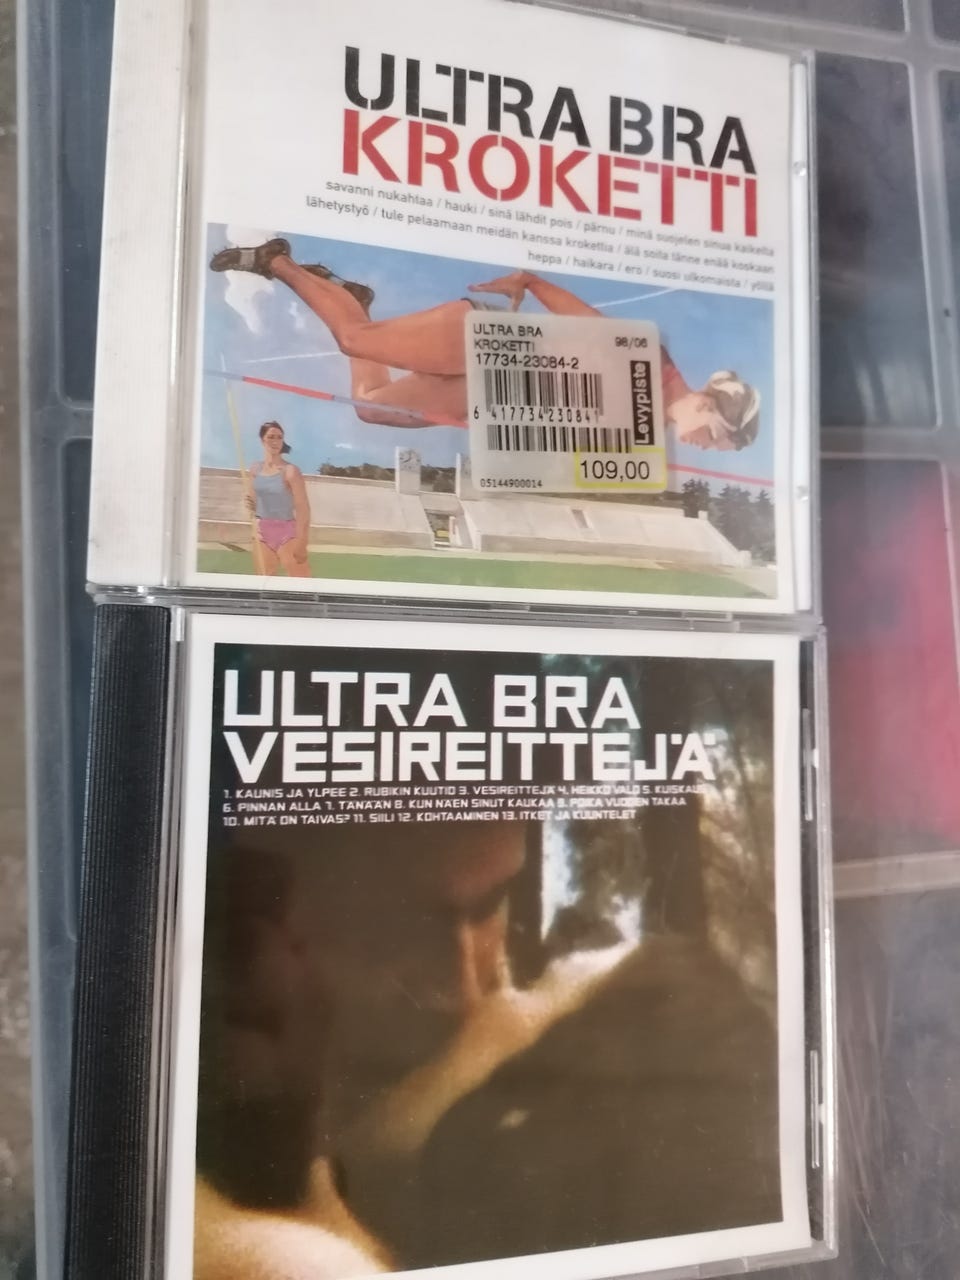 ULTRA BRA
KROKETTI
savanni nukahtaa / hauki / sinä lähdit pois / pärnu / minä suojelen sinua kaikelta
lähetystyö / tule pelaamaan meidän kanssa krokettia / älä soita tänne enää koskaan
heppa / haikara / ero / suosi ulkomaista / yöllä
ULTRA BRA 98/06
KROKETTI
17734-23084-2
Levypiste
6 417734 230841
109,00
05144900014
ULTRA BRA
VESIREITTEJÄ
1. KAUNIS JA YLPEE 2. RUBIKIN KUUTIO 3. VESIREITTEJÄ 4. HEIKKO VALO 5. KUISKAUS
6. PINNAN ALLA 7. TÄNÄÄN 8. KUN NÄEN SINUT KAUKAA 9. POIKA VUODEN TAKAA
10. MITÄ ON TAIVAS? 11. SIILI 12. KOHTAAMINEN 13. ITKET JA KUUNTELET